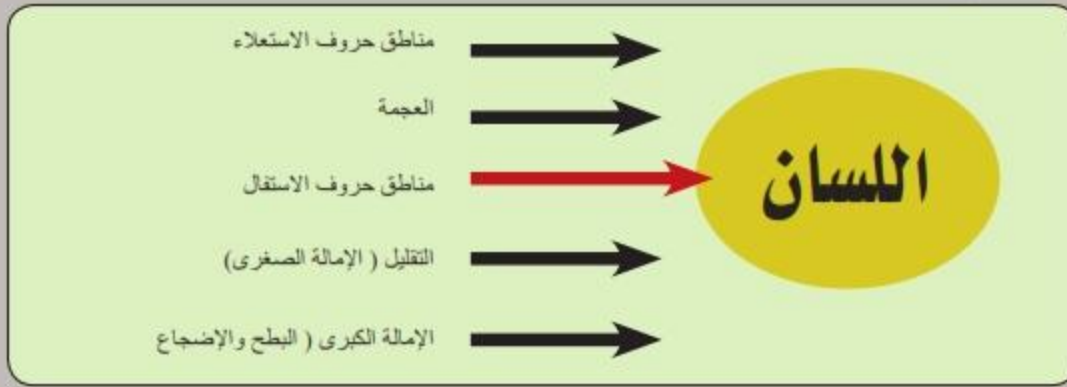 مناطق حروف الاستعلاء
العجمة
مناطق حروف الاستفال
التقليل ( الإمالة الصغرى)
الإمالة الكبرى ( البطح والإضجاع
اللسان